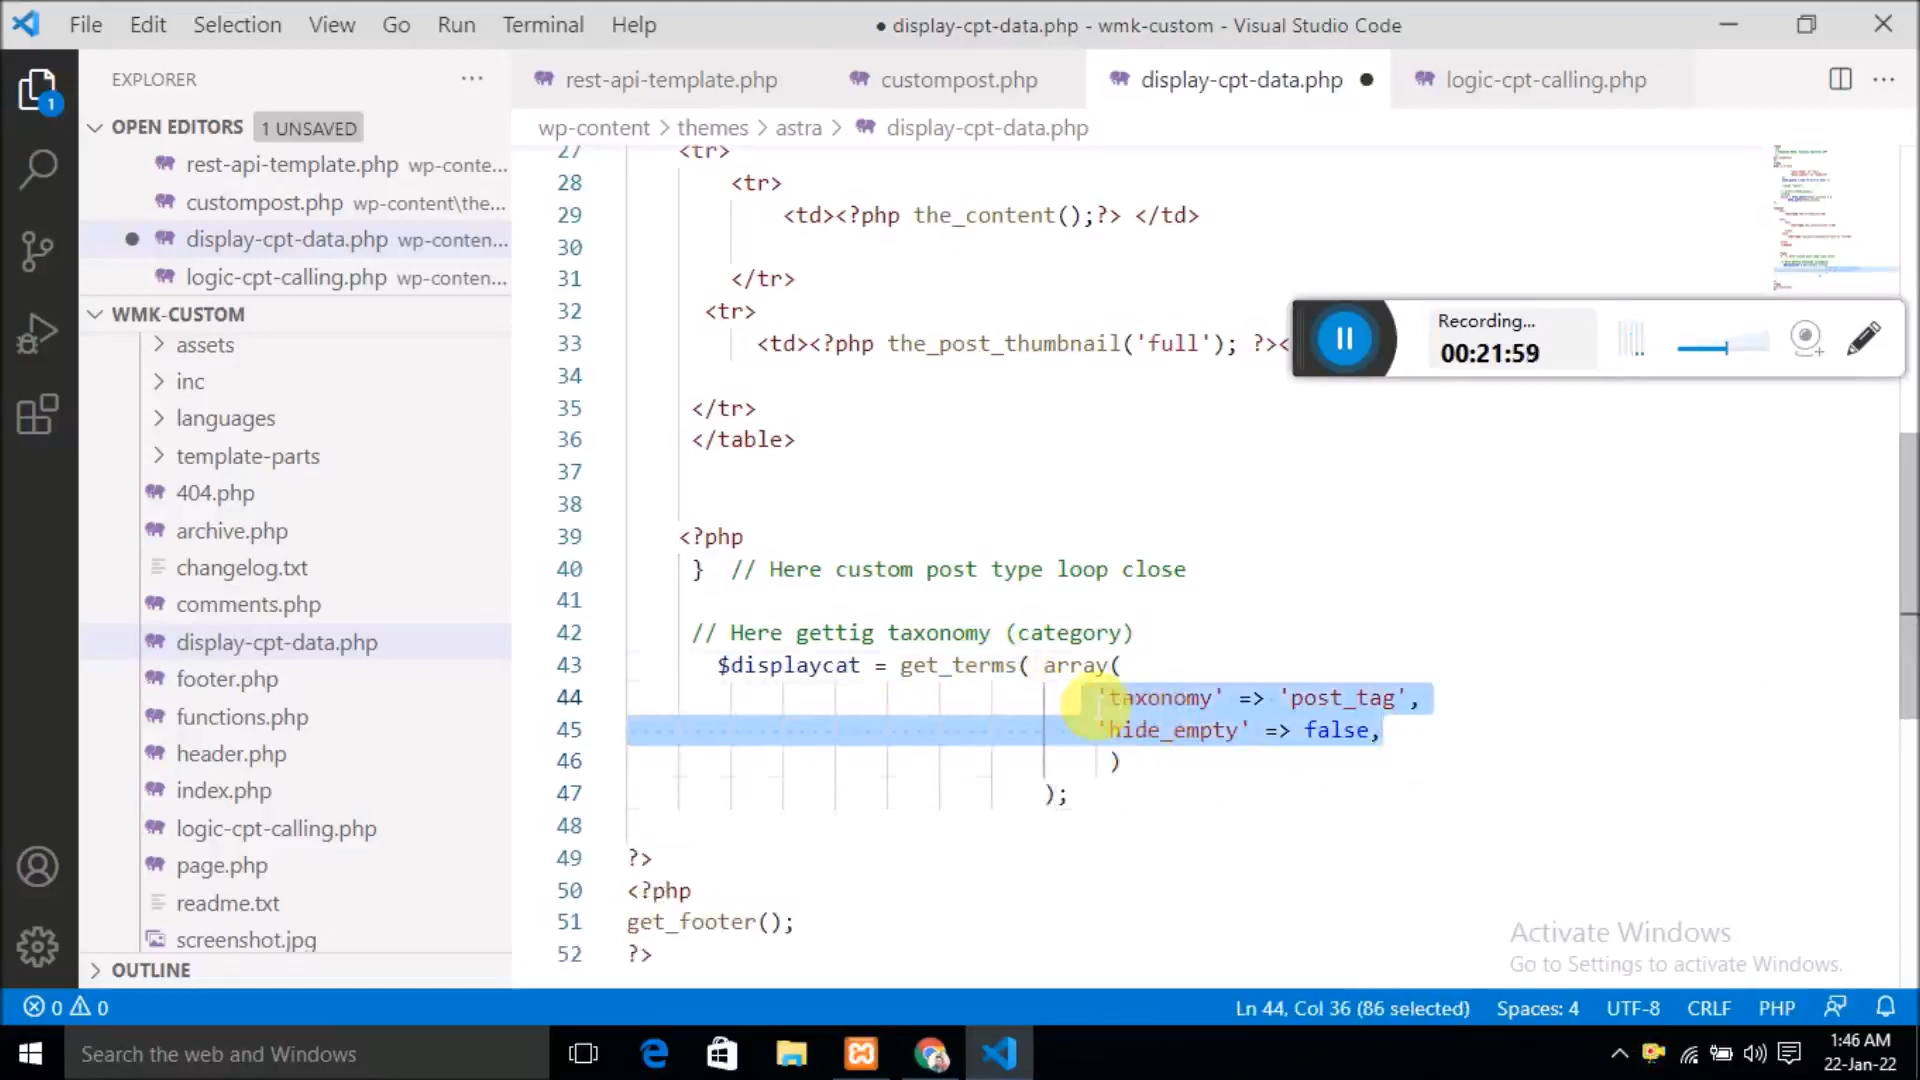 File Edit Selection View Go Run Terminal Help
● display-cpt-data.php - wmk-custom - Visual Studio Code
EXPLORER
rest-api-template.php custompost.php display-cpt-data.php logic-cpt-calling.php
OPEN EDITORS 1 UNSAVED
wp-content > themes > astra > display-cpt-data.php
1
rest-api-template.php wp-conte...
custompost.php wp-content\the...
display-cpt-data.php wp-conten...
logic-cpt-calling.php wp-conten...
WMK-CUSTOM
assets
inc
languages
template-parts
404.php
archive.php
changelog.txt
comments.php
display-cpt-data.php
footer.php
functions.php
header.php
index.php
logic-cpt-calling.php
page.php
readme.txt
screenshot.jpg
OUTLINE
27 <tr>
28 <tr>
29 <td><?php the_content();?> </td>
30
31 </tr>
32 <tr>
33 <td><?php the_post_thumbnail('full'); ?><
34
35 </tr>
36 </table>
37
38
39 <?php
40 } // Here custom post type loop close
41
42 // Here gettig taxonomy (category)
43 $displaycat = get_terms( array(
44 'taxonomy' => 'post_tag',
45 'hide_empty' => false,
46 )
47 );
48
49 ?>
50 <?php
51 get_footer();
52 ?>
Recording...
00:21:59
Activate Windows
Go to Settings to activate Windows.
0 0
Ln 44, Col 36 (86 selected) Spaces: 4 UTF-8 CRLF PHP
Search the web and Windows
1:46 AM
22-Jan-22